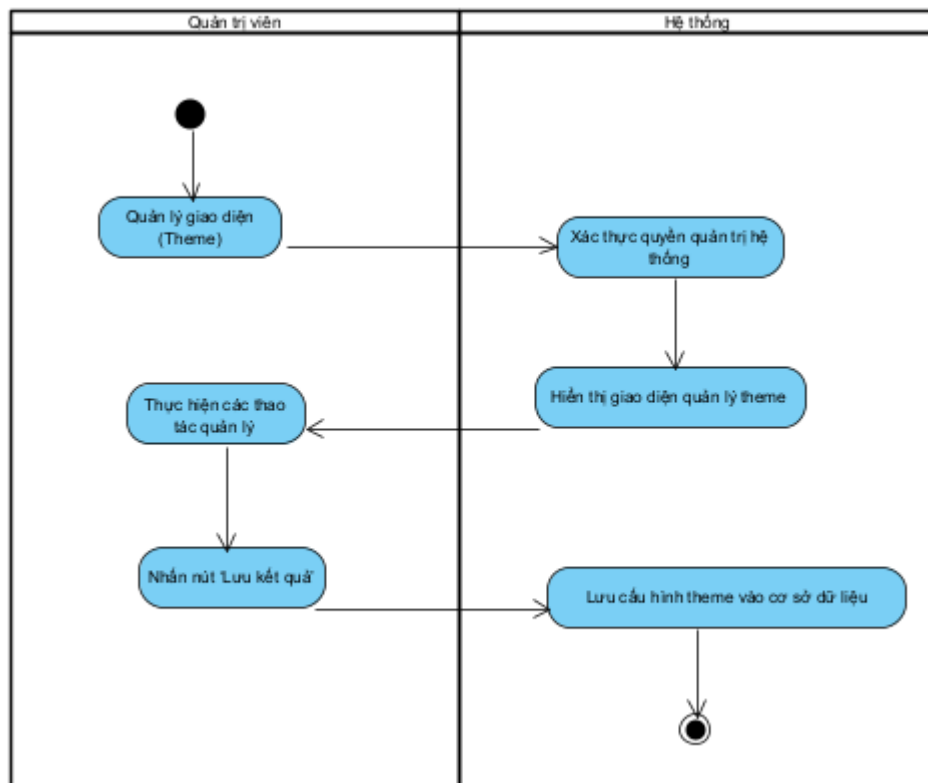 Quản trị viên
Hệ thống
Quản lý giao diện
(Theme)
Xác thực quyền quản trị hệ
thống
Hiển thị giao diện quản lý theme
Thực hiện các thao
tác quản lý
Nhấn nút 'Lưu kết quả'
Lưu cấu hình theme vào cơ sở dữ liệu